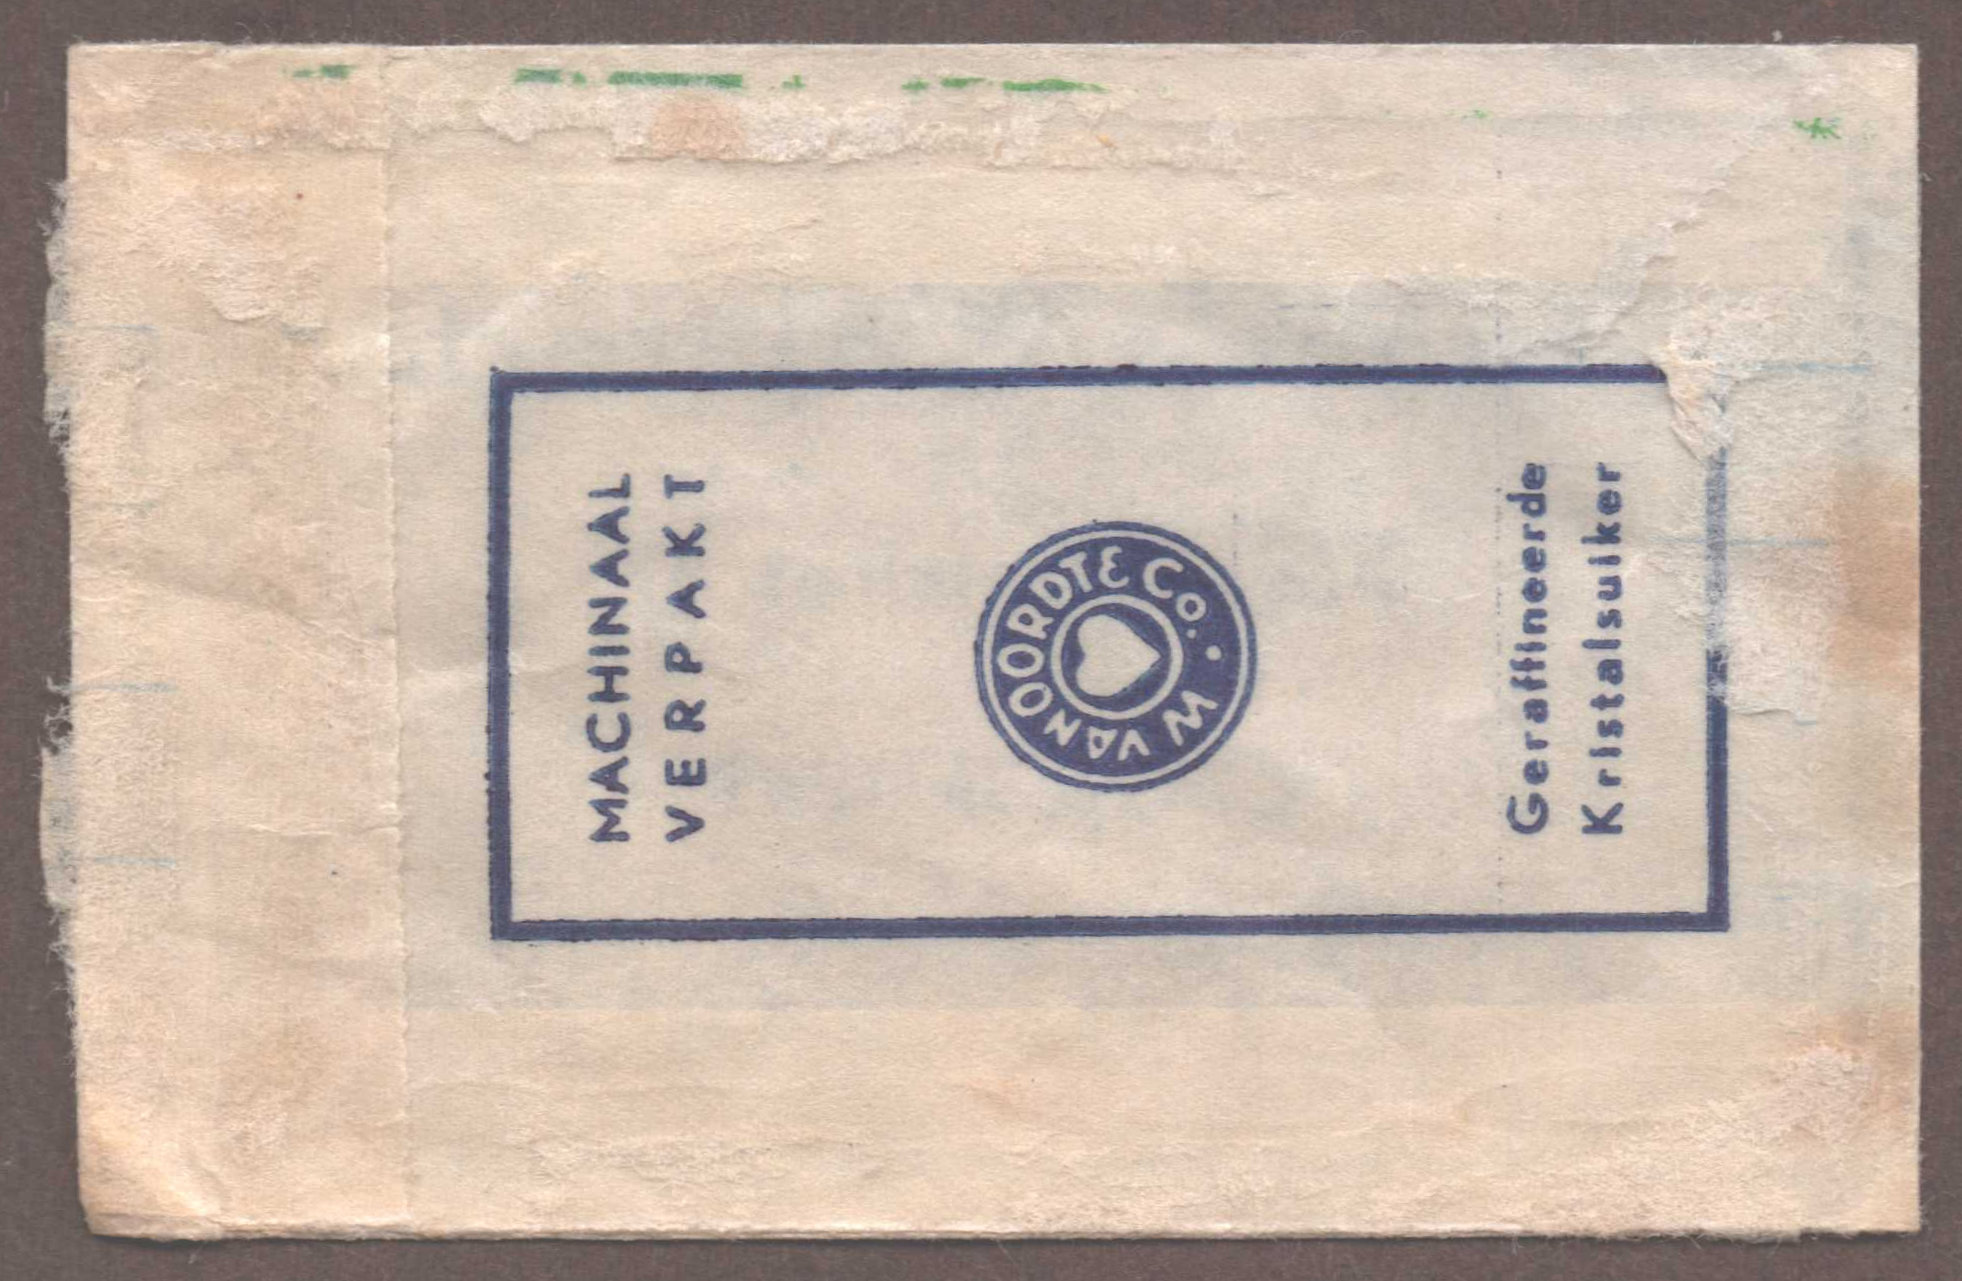 MACHINAAL
VERPAKT
W VAN OORDT & Co.
Geraffineerde
Kristalsuiker